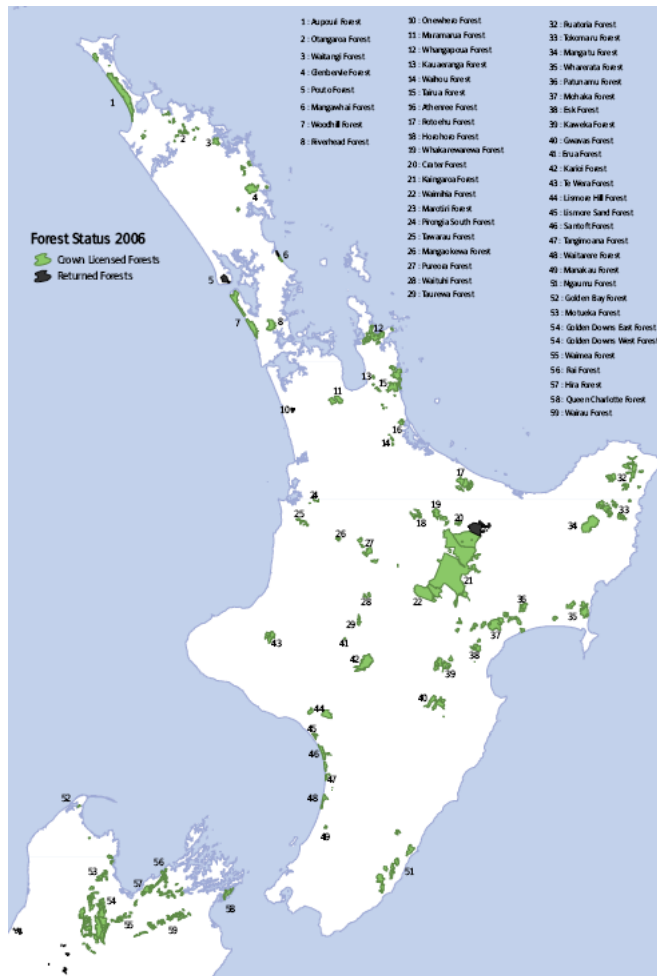 1 : Aupouri Forest
2 : Otangaroa Forest
3 : Waitangi Forest
4 : Glenbervie Forest
5 : Pouto Forest
6 : Mangawhai Forest
7 : Woodhill Forest
8 : Riverhead Forest
10 : Onewhero Forest
11 : Maramarua Forest
12 : Whangapoua Forest
13 : Kauaeranga Forest
14 : Waihou Forest
15 : Tairua Forest
16 : Athenree Forest
17 : Rotoehu Forest
18 : Horohoro Forest
19 : Whakarewarewa Forest
20 : Crater Forest
21 : Kaingaroa Forest
22 : Waimihia Forest
23 : Marotiri Forest
24 : Pirongia South Forest
25 : Tawarau Forest
26 : Mangaokewa Forest
27 : Pureora Forest
28 : Waituhi Forest
29 : Taurewa Forest
32 : Ruatoria Forest
33 : Tokomaru Forest
34 : Mangatu Forest
35 : Wharerata Forest
36 : Patunamu Forest
37 : Mohaka Forest
38 : Esk Forest
39 : Kaweka Forest
40 : Gwavas Forest
41 : Erua Forest
42 : Karioi Forest
43 : Te Wera Forest
44 : Lismore Hill Forest
45 : Lismore Sand Forest
46 : Santoft Forest
47 : Tangimoana Forest
48 : Waitarere Forest
49 : Manakau Forest
51 : Ngaumu Forest
52 : Golden Bay Forest
53 : Motueka Forest
54 : Golden Downs East Forest
54 : Golden Downs West Forest
55 : Waimea Forest
56 : Rai Forest
57 : Hira Forest
58 : Queen Charlotte Forest
59 : Wairau Forest
Forest Status 2006
Crown Licensed Forests
Returned Forests
1
2
3
4
5
6
7
8
12
13
15
11
10
16
14
17
32
24
25
19
20
18
33
34
26
27
21
22
28
36
35
29
37
43
41
42
38
39
40
44
45
46
47
48
49
52
51
56
53
57
54
58
55
59